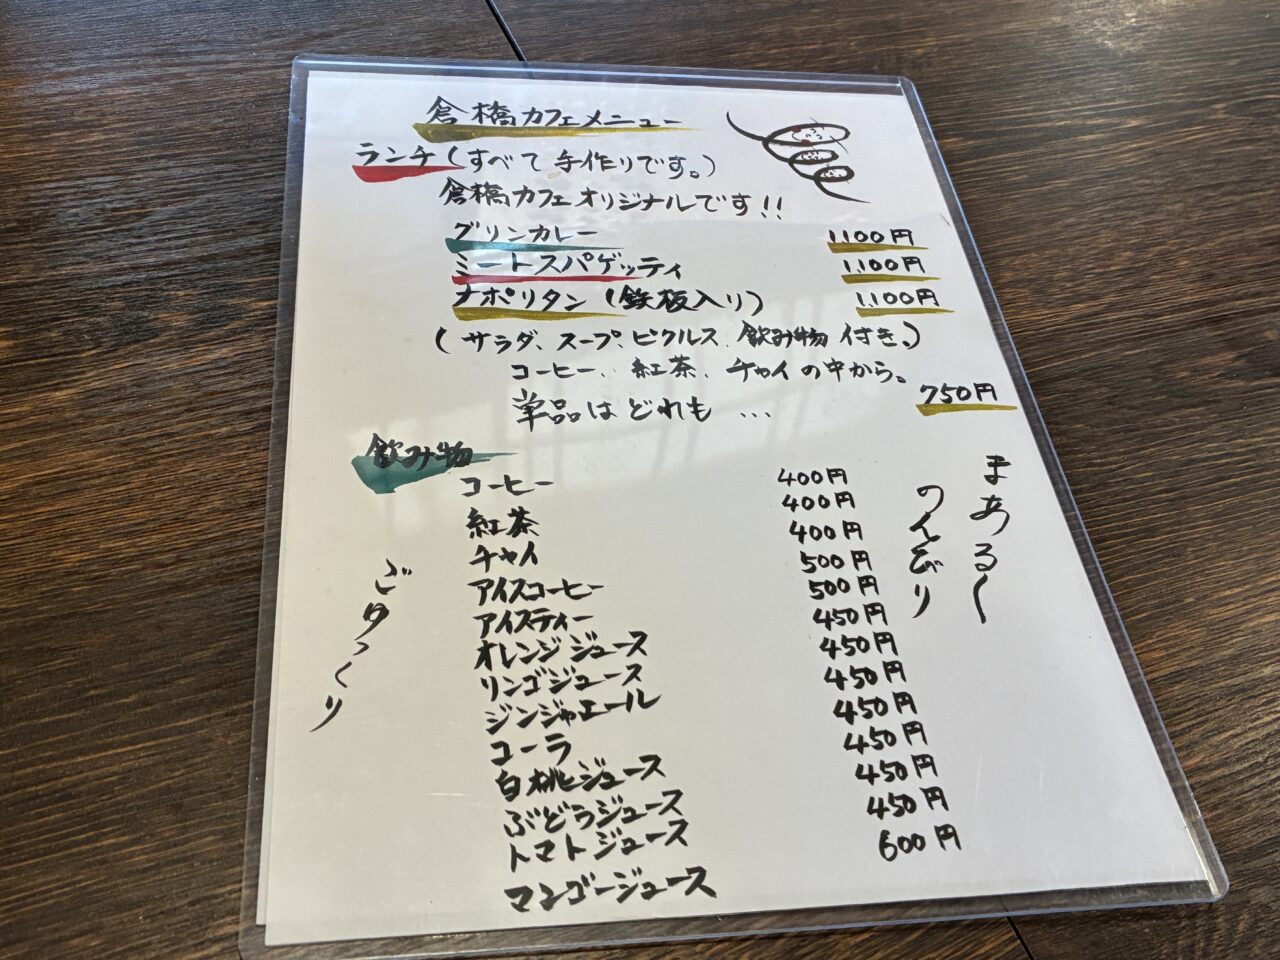 倉橋カフェメニュー
ランチ(すべて手作りです。)
倉橋カフェオリジナルです!!
グリンカレー 1100円
ミートスパゲッティ 1,100円
ナポリタン(鉄板入り) 1,100円
(サラダ、スープ、ピクルス、飲み物付き。)
コーヒー、紅茶、チャイの中から。
単品はどれも … 750円
飲み物
コーヒー 400円
紅茶 400円
チャイ 400円
アイスコーヒー 500円
アイスティー 500円
オレンジジュース 450円
リンゴジュース 450円
ジンジャエール 450円
コーラ 450円
白桃ジュース 450円
ぶどうジュース 450円
トマトジュース 450円
マンゴージュース 600円
まある〜
のんびり
ごゆっくり